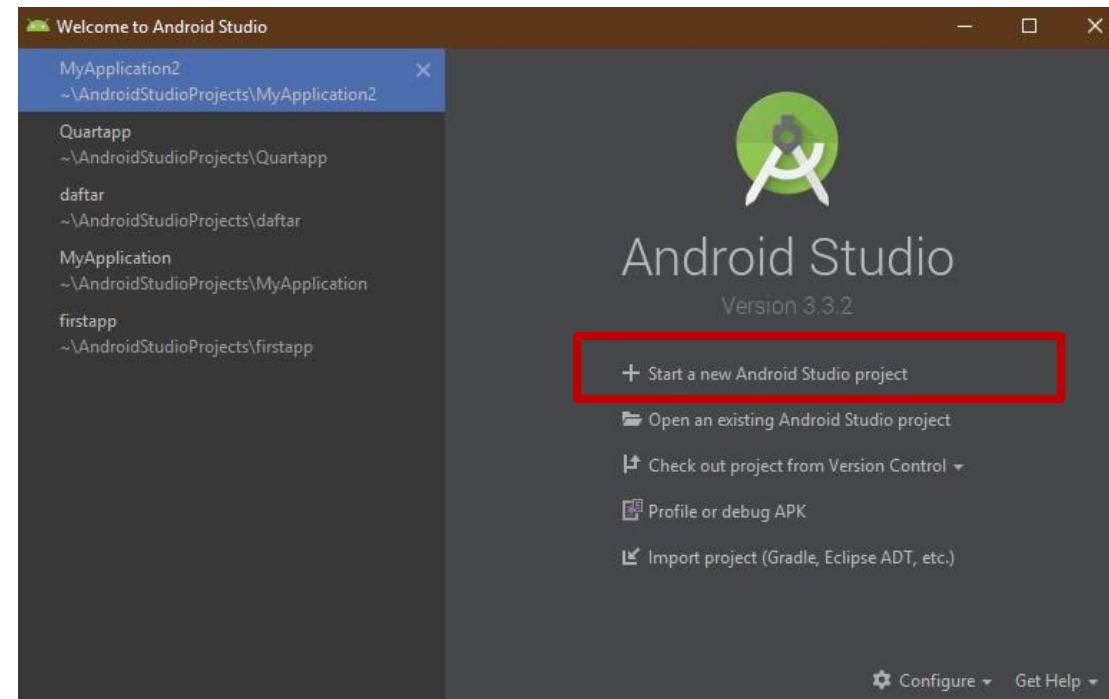 Welcome to Android Studio
MyApplication2
~\AndroidStudioProjects\MyApplication2
Quartapp
~\AndroidStudioProjects\Quartapp
daftar
~\AndroidStudioProjects\daftar
MyApplication
~\AndroidStudioProjects\MyApplication
firstapp
~\AndroidStudioProjects\firstapp
Android Studio
Version 3.3.2
Start a new Android Studio project
Open an existing Android Studio project
Check out project from Version Control
Profile or debug APK
Import project (Gradle, Eclipse ADT, etc.)
Configure Get Help